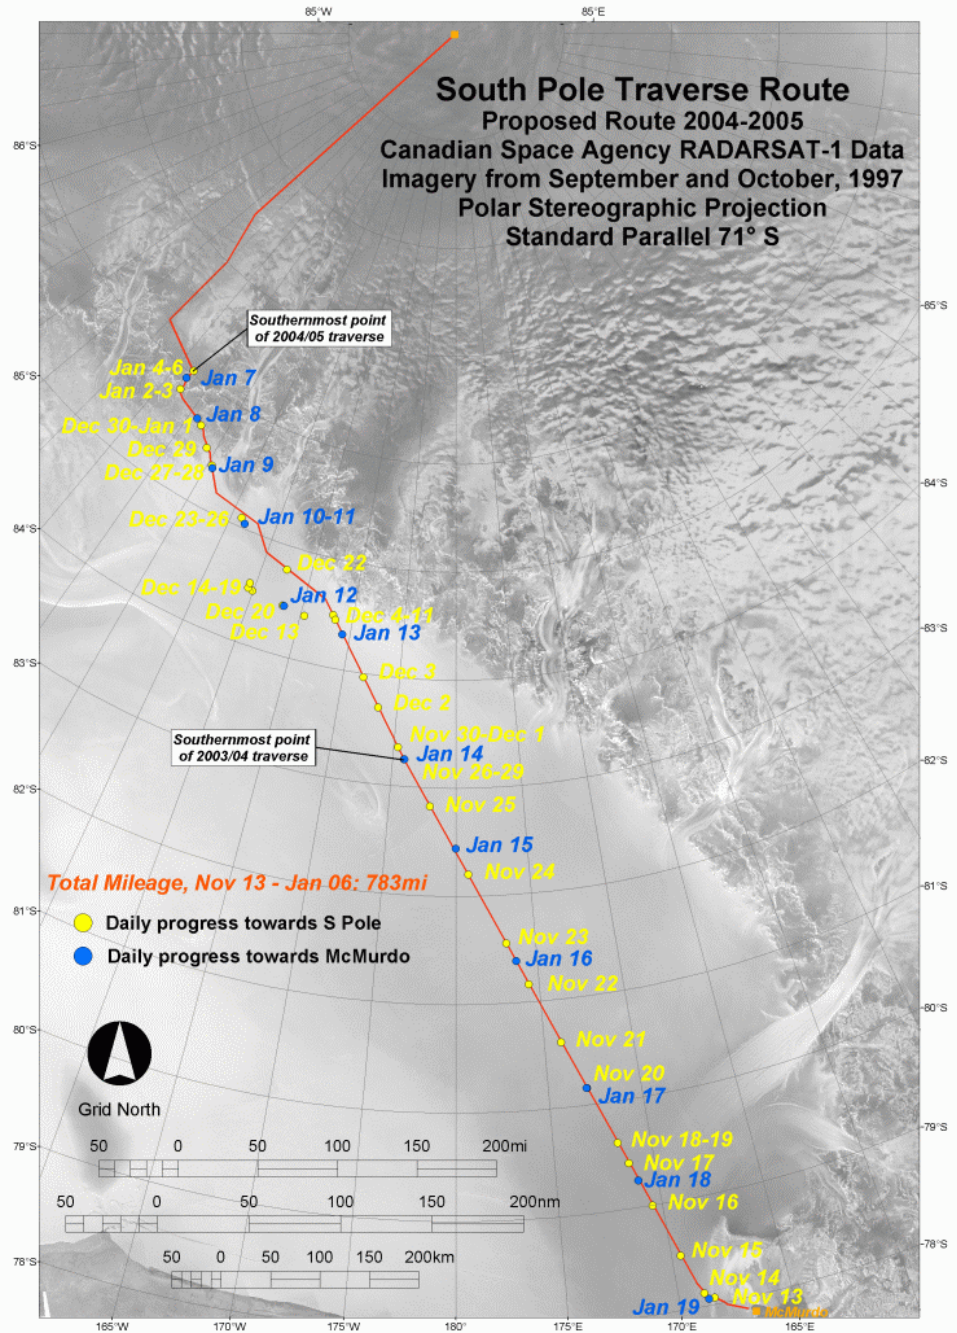 85°W
85°E
South Pole Traverse Route
Proposed Route 2004-2005
Canadian Space Agency RADARSAT-1 Data
Imagery from September and October, 1997
Polar Stereographic Projection
Standard Parallel 71° S
86°S
85°S
Southernmost point
of 2004/05 traverse
Jan 4-6
Jan 7
85°S
Jan 2-3
Jan 8
Dec 30-Jan 1
Dec 29
Jan 9
Dec 27-28
84°S
Dec 23-26
Jan 10-11
84°S
Dec 22
Dec 14-19
Jan 12
Dec 20
Dec 4-11
Dec 13
Jan 13
83°S
83°S
Dec 3
Dec 2
Nov 30-Dec 1
Southernmost point
of 2003/04 traverse
Jan 14
82°S
Nov 26-29
82°S
Nov 25
Jan 15
Nov 24
Total Mileage, Nov 13 - Jan 06: 783mi
81°S
81°S
Daily progress towards S Pole
Nov 23
Daily progress towards McMurdo
Jan 16
Nov 22
80°S
80°S
Nov 21
Nov 20
Jan 17
Grid North
79°S
Nov 18-19
50 0 50 100 150 200mi
79°S
Nov 17
Jan 18
50 0 50 100 150 200nm
Nov 16
78°S
Nov 15
50 0 50 100 150 200km
78°S
Nov 14
Nov 13
Jan 19
McMurdo
165°W
170°W
175°W
180°
175°E
170°E
165°E